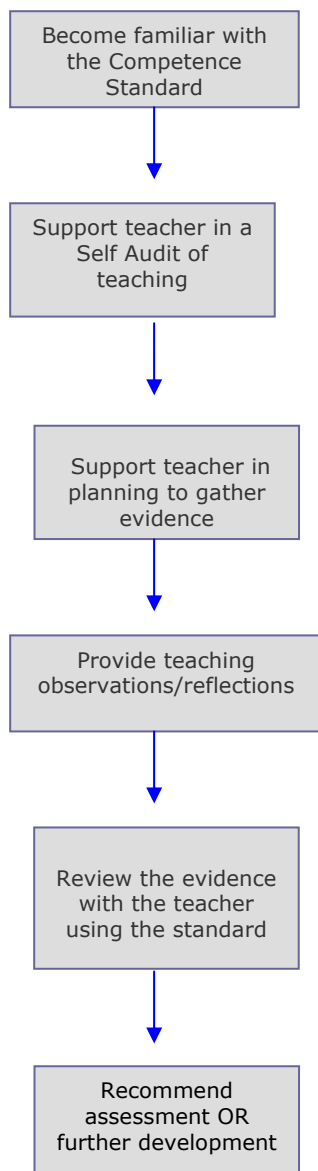 Become familiar with
the Competence
Standard
Support teacher in a
Self Audit of
teaching
Support teacher in
planning to gather
evidence
Provide teaching
observations/reflections
Review the evidence
with the teacher
using the standard
Recommend
assessment OR
further development